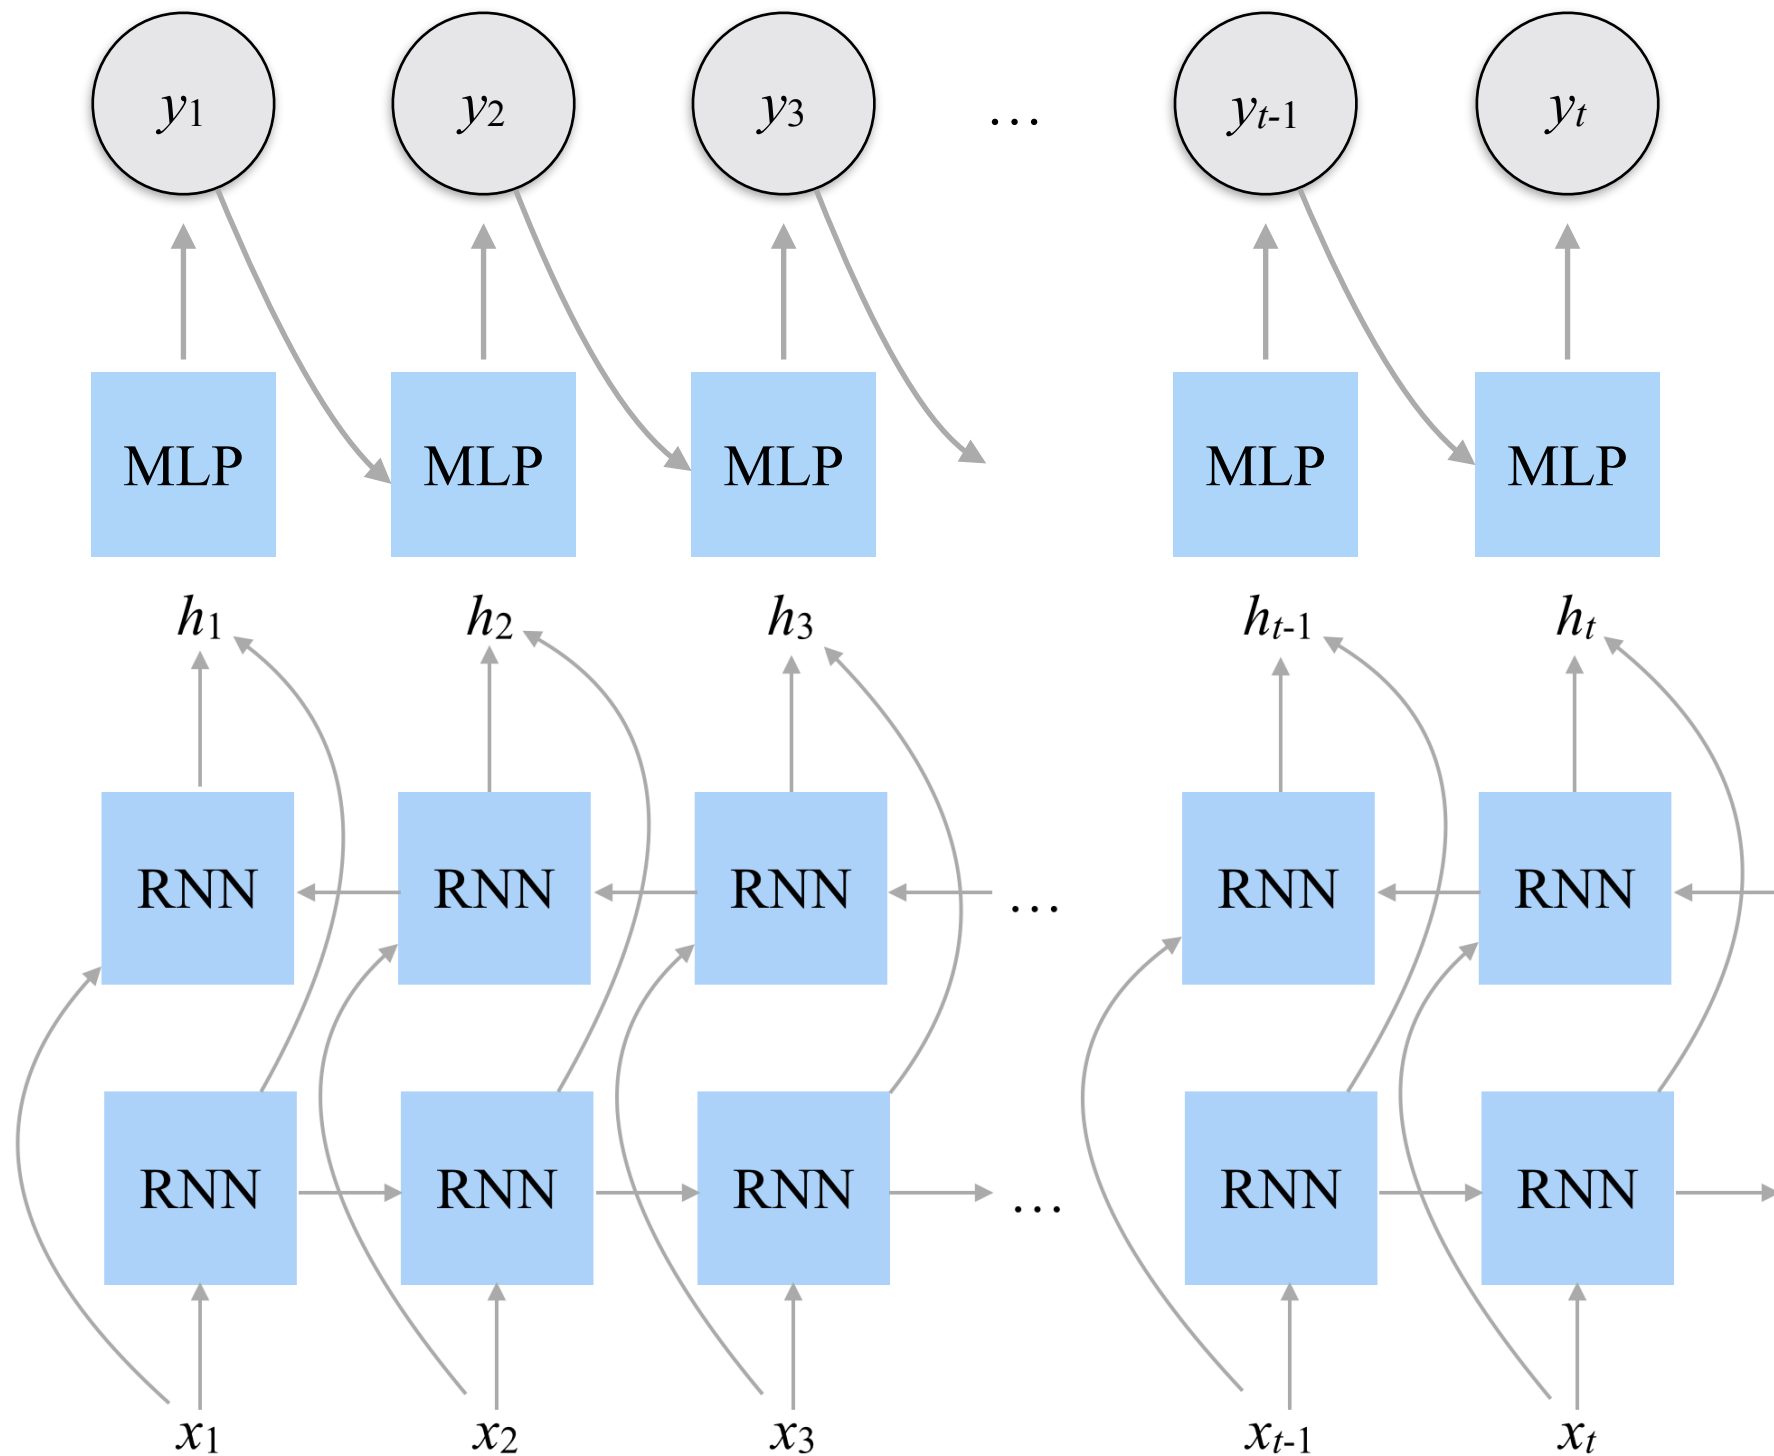 y1 y2 y3 … yt-1 yt
MLP MLP MLP MLP MLP
h1 h2 h3 ht-1 ht
RNN RNN RNN … RNN RNN
RNN RNN RNN … RNN RNN
x1 x2 x3 xt-1 xt